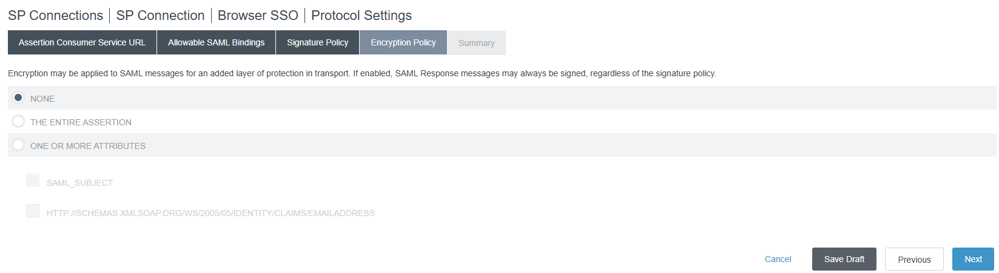 SP Connections | SP Connection | Browser SSO | Protocol Settings
Assertion Consumer Service URL Allowable SAML Bindings Signature Policy Encryption Policy Summary
Encryption may be applied to SAML messages for an added layer of protection in transport. If enabled, SAML Response messages may always be signed, regardless of the signature policy.
NONE
THE ENTIRE ASSERTION
ONE OR MORE ATTRIBUTES
SAML_SUBJECT
HTTP://SCHEMAS.XMLSOAP.ORG/WS/2005/05/IDENTITY/CLAIMS/EMAILADDRESS
Cancel Save Draft Previous Next